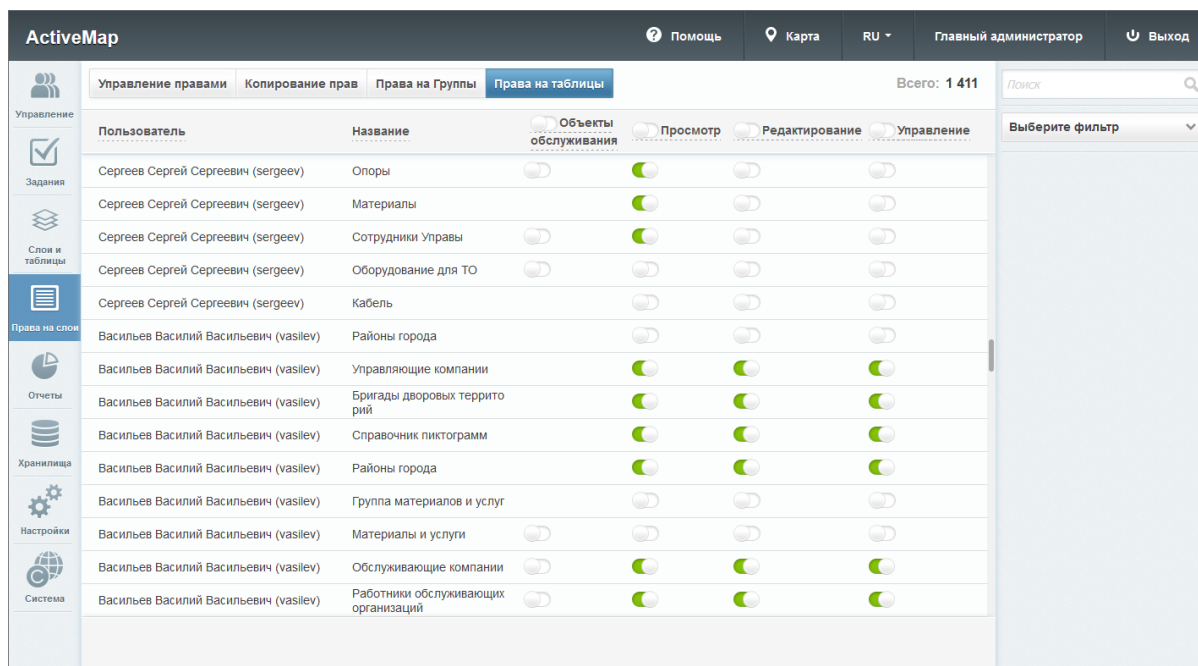 ActiveMap
Помощь
Карта
RU
Главный администратор
Выход
Управление
Задания
Слои и
таблицы
Права на слои
Отчеты
Хранилища
Настройки
Система
Управление правами Копирование прав Права на Группы Права на таблицы
Всего: 1 411
Поиск
Выберите фильтр
Пользователь Название Объекты
обслуживания Просмотр Редактирование Управление
Сергеев Сергей Сергеевич (sergeev) Опоры
Сергеев Сергей Сергеевич (sergeev) Материалы
Сергеев Сергей Сергеевич (sergeev) Сотрудники Управы
Сергеев Сергей Сергеевич (sergeev) Оборудование для ТО
Сергеев Сергей Сергеевич (sergeev) Кабель
Васильев Василий Васильевич (vasilev) Районы города
Васильев Василий Васильевич (vasilev) Управляющие компании
Васильев Василий Васильевич (vasilev) Бригады дворовых террито
рий
Васильев Василий Васильевич (vasilev) Справочник пиктограмм
Васильев Василий Васильевич (vasilev) Районы города
Васильев Василий Васильевич (vasilev) Группа материалов и услуг
Васильев Василий Васильевич (vasilev) Материалы и услуги
Васильев Василий Васильевич (vasilev) Обслуживающие компании
Васильев Василий Васильевич (vasilev) Работники обслуживающих
организаций